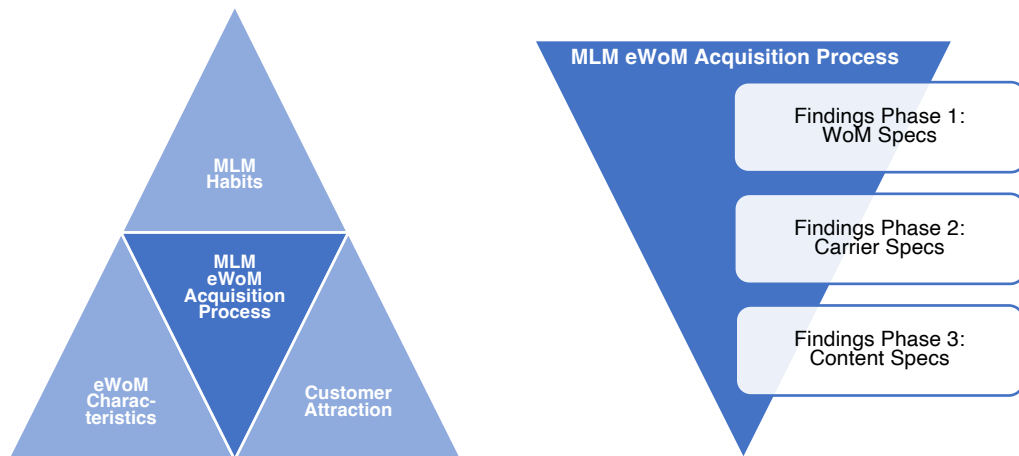 MLM
Habits
MLM
eWoM
Acquisition
Process
eWoM
Charac-
teristics
Customer
Attraction
MLM eWoM Acquisition Process
Findings Phase 1:
WoM Specs
Findings Phase 2:
Carrier Specs
Findings Phase 3:
Content Specs